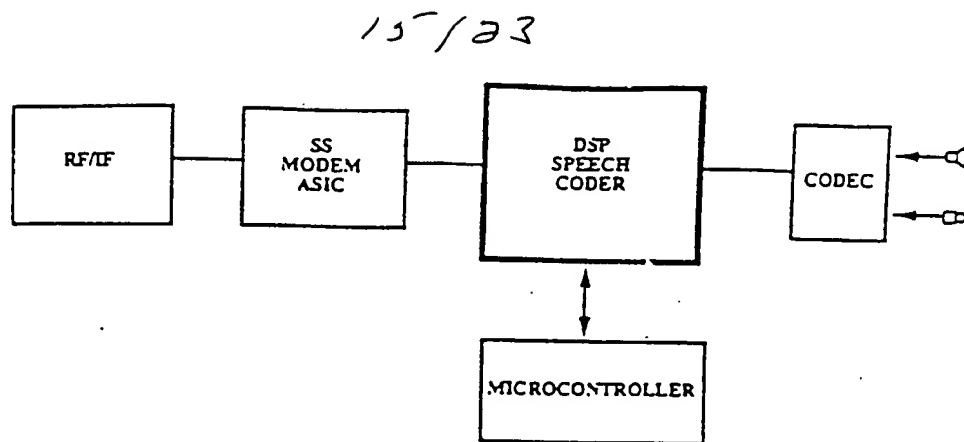 15/23
RF/IF
SS
MODEM
ASIC
DSP
SPEECH
CODER
CODEC
MICROCONTROLLER